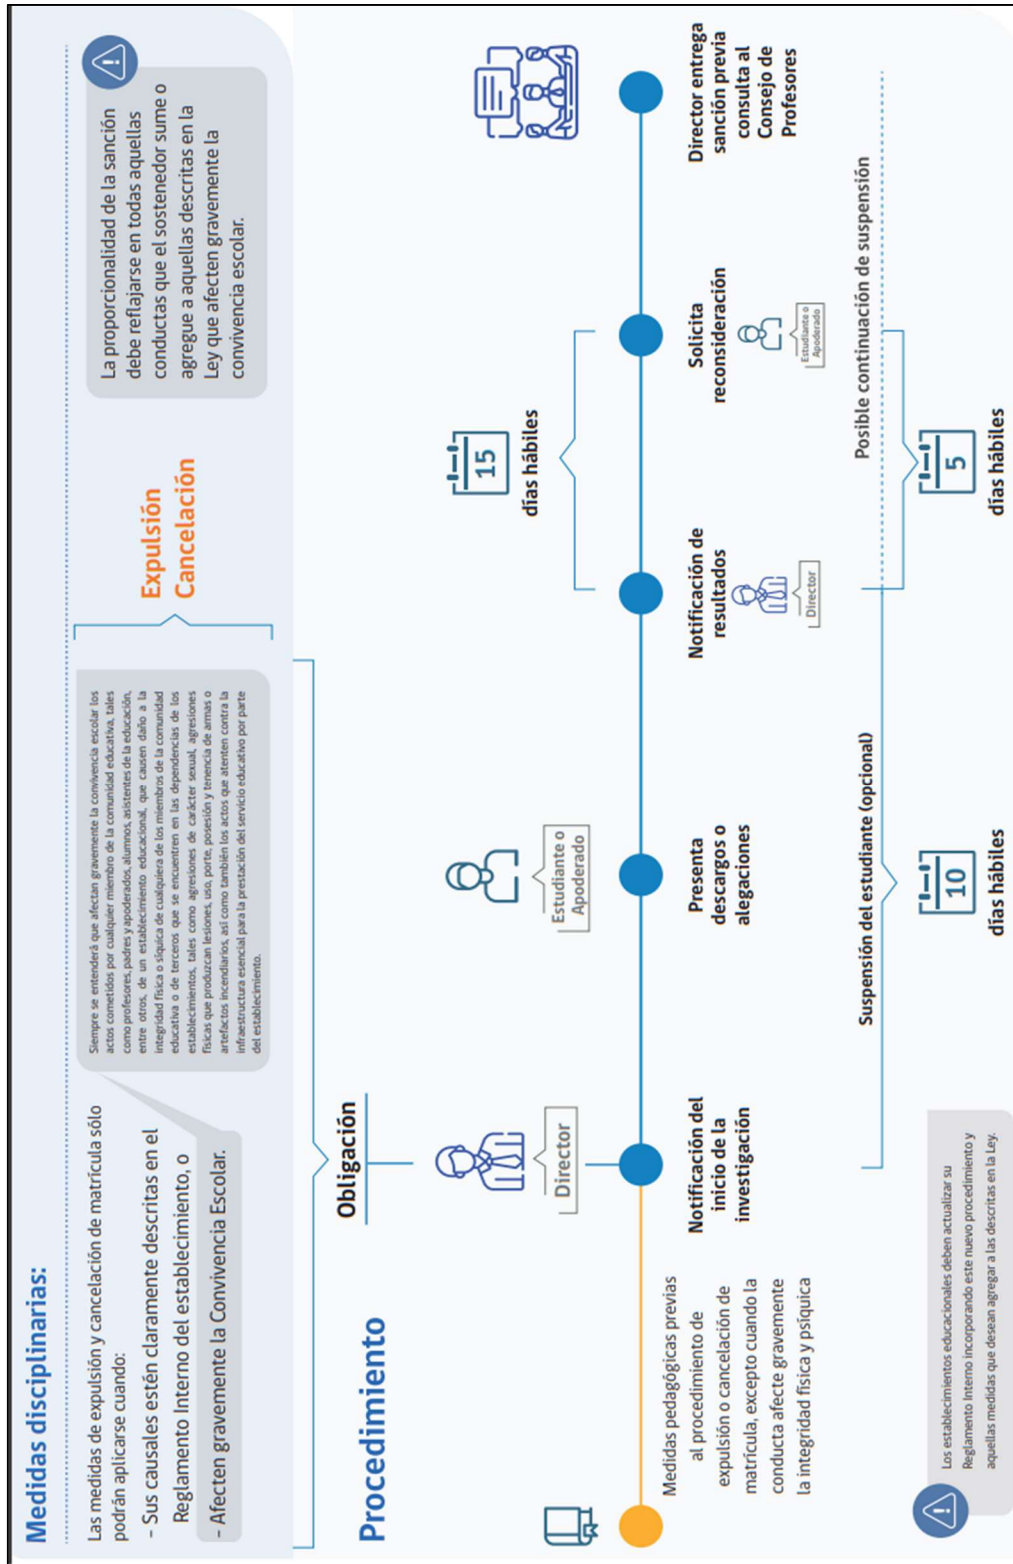 Medidas disciplinarias:
Las medidas de expulsión y cancelación de matrícula sólo
podrán aplicarse cuando:
- Sus causales estén claramente descritas en el
Reglamento Interno del establecimiento, o
- Afecten gravemente la Convivencia Escolar.
Siempre se entenderá que afectan gravemente la convivencia escolar los
actos cometidos por cualquier miembro de la comunidad educativa, tales
como profesores, padres y apoderados, alumnos, asistentes de la educación,
entre otros, de un establecimiento educacional, que causen daño a la
integridad física o síquica de cualquiera de los miembros de la comunidad
educativa o de terceros que se encuentren en las dependencias de los
establecimientos, tales como agresiones de carácter sexual, agresiones
físicas que produzcan lesiones, uso, porte, posesión y tenencia de armas o
artefactos incendiarios, así como también los actos que atenten contra la
infraestructura esencial para la prestación del servicio educativo por parte
del establecimiento.
Expulsión
Cancelación
La proporcionalidad de la sanción
debe reflajarse en todas aquellas
conductas que el sostenedor sume o
agregue a aquellas descritas en la
Ley que afecten gravemente la
convivencia escolar.
Procedimiento
Obligación
Director
Estudiante o
Apoderado
15
días hábiles
Medidas pedagógicas previas
al procedimiento de
expulsión o cancelación de
matrícula, excepto cuando la
conducta afecte gravemente
la integridad física y psíquica
Notificación del
inicio de la
investigación
Presenta
descargos o
alegaciones
Notificación de
resultados
Director
Solicita
reconsideración
Estudiante o
Apoderado
Director entrega
sanción previa
consulta al
Consejo de
Profesores
Suspensión del estudiante (opcional)
Posible continuación de suspensión
10
días hábiles
5
días hábiles
Los establecimientos educacionales deben actualizar su
Reglamento Interno incorporando este nuevo procedimiento y
aquellas medidas que desean agregar a las descritas en la Ley.